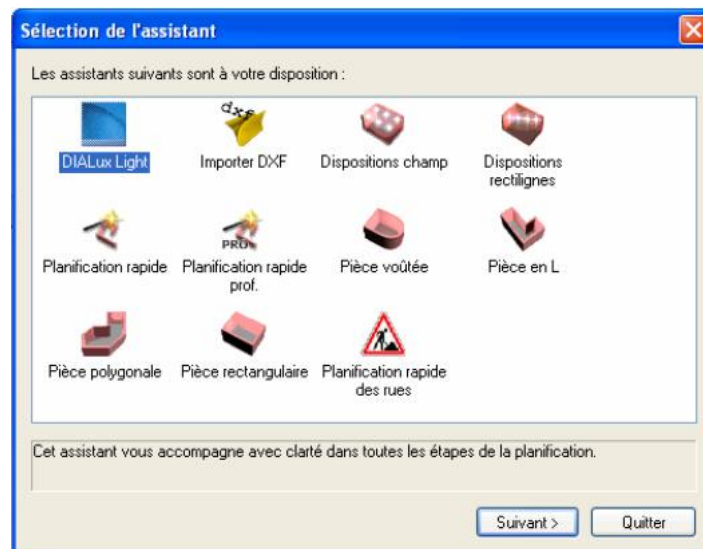 Sélection de l'assistant
Les assistants suivants sont à votre disposition :
dxf
DIALux Light
Importer DXF
Dispositions champ
Dispositions
rectilignes
PRO
Planification rapide
Planification rapide
prof.
Pièce voûtée
Pièce en L
Pièce polygonale
Pièce rectangulaire
Planification rapide
des rues
Cet assistant vous accompagne avec clarté dans toutes les étapes de la planification.
Suivant >
Quitter